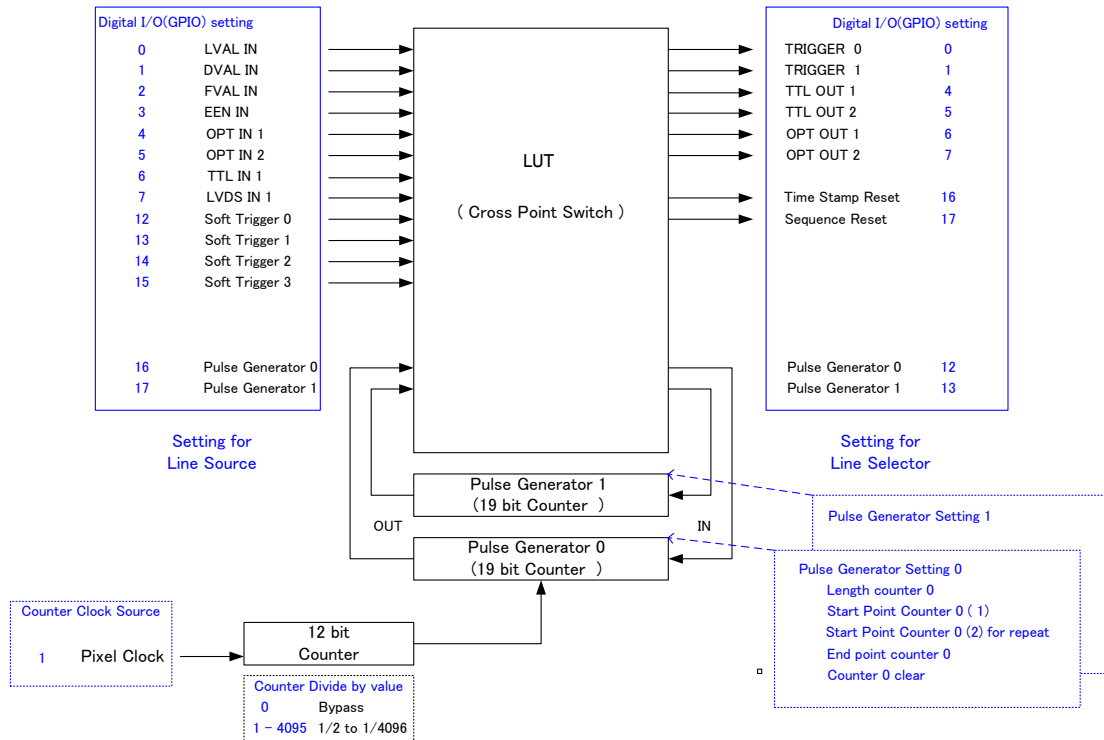 Digital I/O(GPIO) setting
0 LVAL IN
1 DVAL IN
2 FVAL IN
3 EEN IN
4 OPT IN 1
5 OPT IN 2
6 TTL IN 1
7 LVDS IN 1
12 Soft Trigger 0
13 Soft Trigger 1
14 Soft Trigger 2
15 Soft Trigger 3
16 Pulse Generator 0
17 Pulse Generator 1
Setting for
Line Source
LUT
( Cross Point Switch )
Digital I/O(GPIO) setting
TRIGGER 0 0
TRIGGER 1 1
TTL OUT 1 4
TTL OUT 2 5
OPT OUT 1 6
OPT OUT 2 7
Time Stamp Reset 16
Sequence Reset 17
Pulse Generator 0 12
Pulse Generator 1 13
Setting for
Line Selector
Pulse Generator 1
(19 bit Counter )
OUT
IN
Pulse Generator 0
(19 bit Counter )
Pulse Generator Setting 1
Pulse Generator Setting 0
Length counter 0
Start Point Counter 0 ( 1)
Start Point Counter 0 (2) for repeat
End point counter 0
Counter 0 clear
Counter Clock Source
1 Pixel Clock
12 bit
Counter
Counter Divide by value
0 Bypass
1 - 4095 1/2 to 1/4096